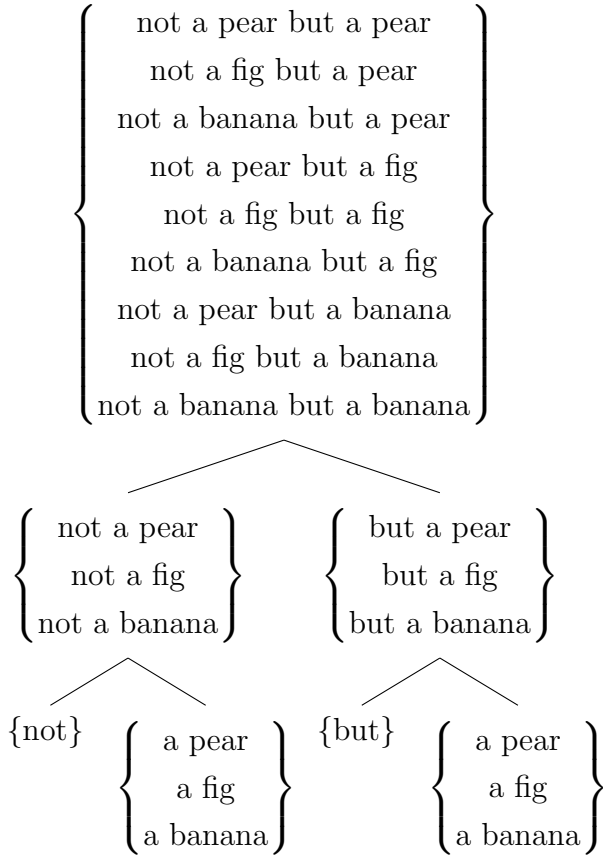 not a pear but a pear
not a fig but a pear
not a banana but a pear
not a pear but a fig
not a fig but a fig
not a banana but a fig
not a pear but a banana
not a fig but a banana
not a banana but a banana
not a pear
not a fig
not a banana
but a pear
but a fig
but a banana
{not}
a pear
a fig
a banana
{but}
a pear
a fig
a banana